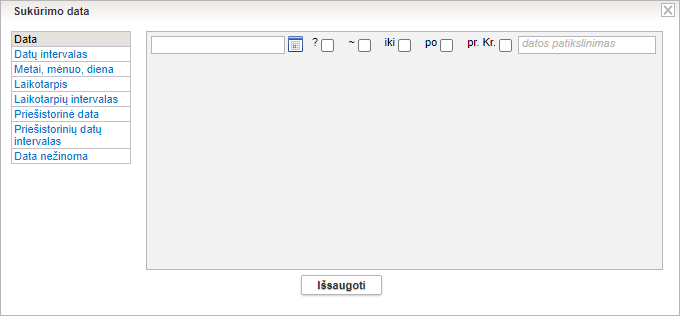 Sukūrimo data
Data
Datų intervalas
Metai, mėnuo, diena
Laikotarpis
Laikotarpių intervalas
Priešistorinė data
Priešistorinių datų
intervalas
Data nežinoma
? ~ iki po pr. Kr. datos patikslinimas
Išsaugoti